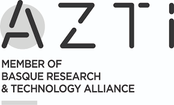 AZTi
MEMBER OF
BASQUE RESEARCH
& TECHNOLOGY ALLIANCE